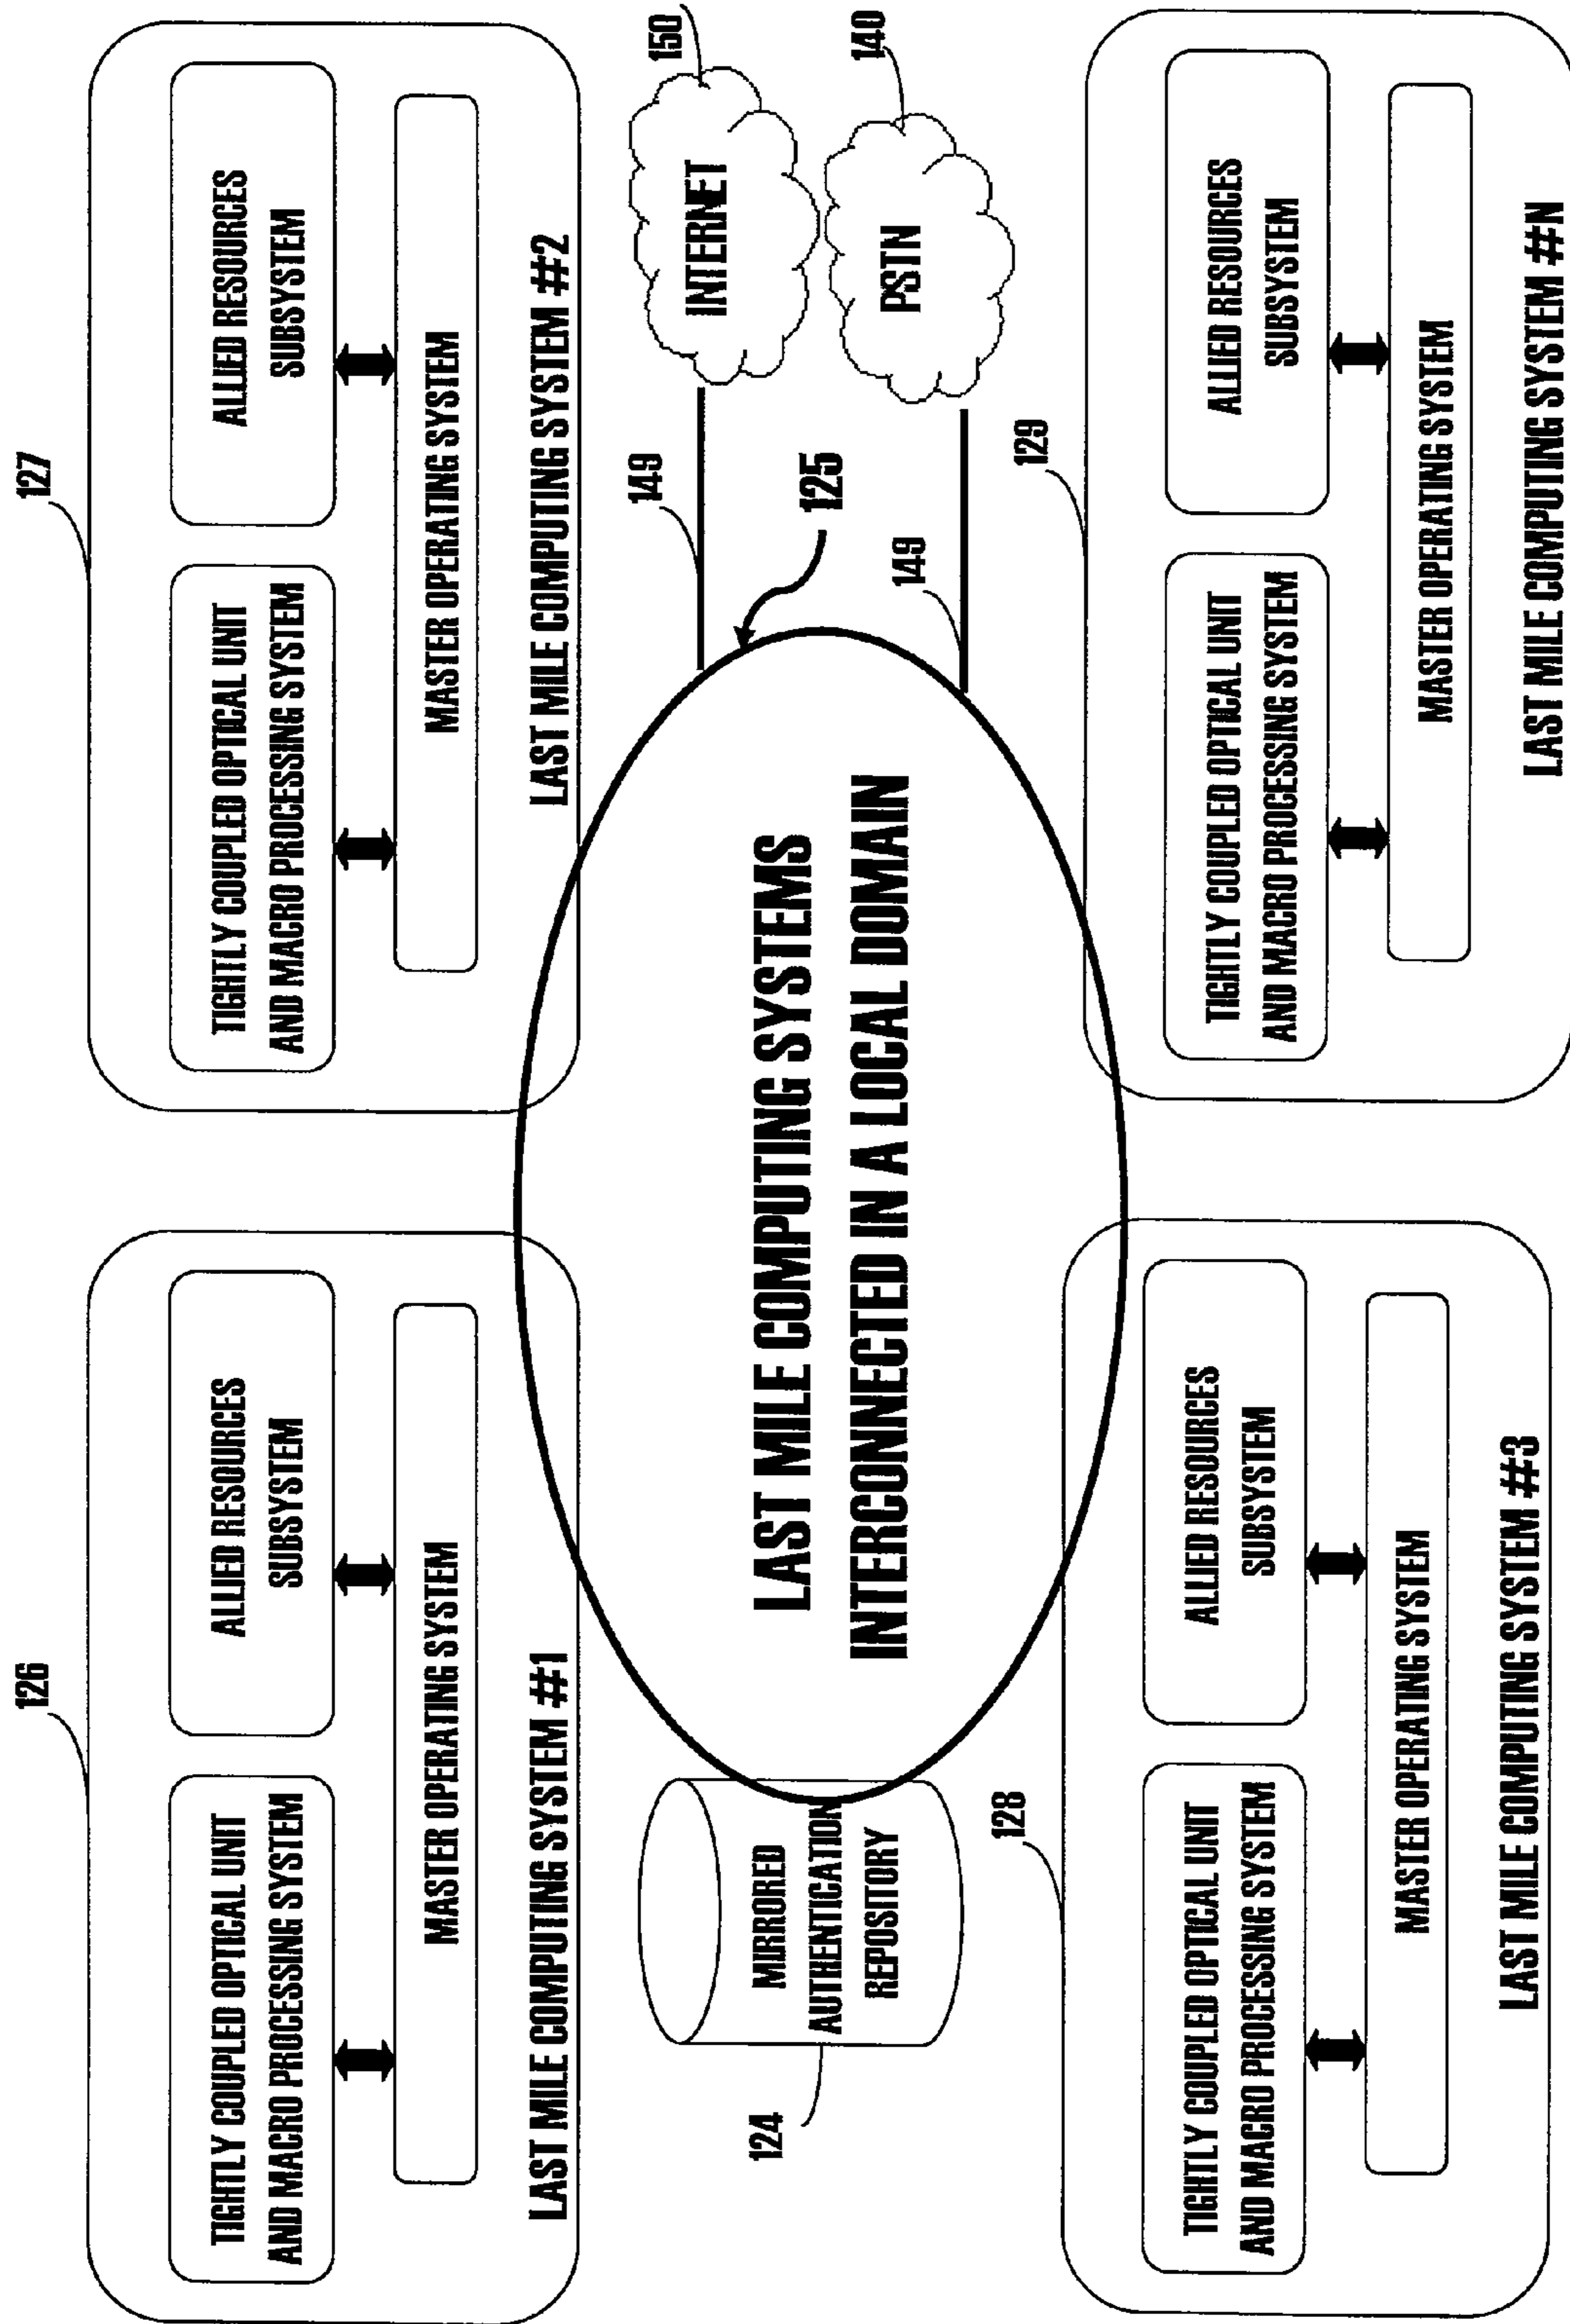 126
TIGHTLY COUPLED OPTICAL UNIT
AND MACRO PROCESSING SYSTEM
ALLIED RESOURCES
SUBSYSTEM
MASTER OPERATING SYSTEM
LAST MILE COMPUTING SYSTEM #1
127
TIGHTLY COUPLED OPTICAL UNIT
AND MACRO PROCESSING SYSTEM
ALLIED RESOURCES
SUBSYSTEM
MASTER OPERATING SYSTEM
LAST MILE COMPUTING SYSTEM #2
124
MIRRORED
AUTHENTICATION
REPOSITORY
LAST MILE COMPUTING SYSTEMS
INTERCONNECTED IN A LOCAL DOMAIN
125
149
149
INTERNET
150
PSTN
140
128
TIGHTLY COUPLED OPTICAL UNIT
AND MACRO PROCESSING SYSTEM
ALLIED RESOURCES
SUBSYSTEM
MASTER OPERATING SYSTEM
LAST MILE COMPUTING SYSTEM #3
129
TIGHTLY COUPLED OPTICAL UNIT
AND MACRO PROCESSING SYSTEM
ALLIED RESOURCES
SUBSYSTEM
MASTER OPERATING SYSTEM
LAST MILE COMPUTING SYSTEM #N